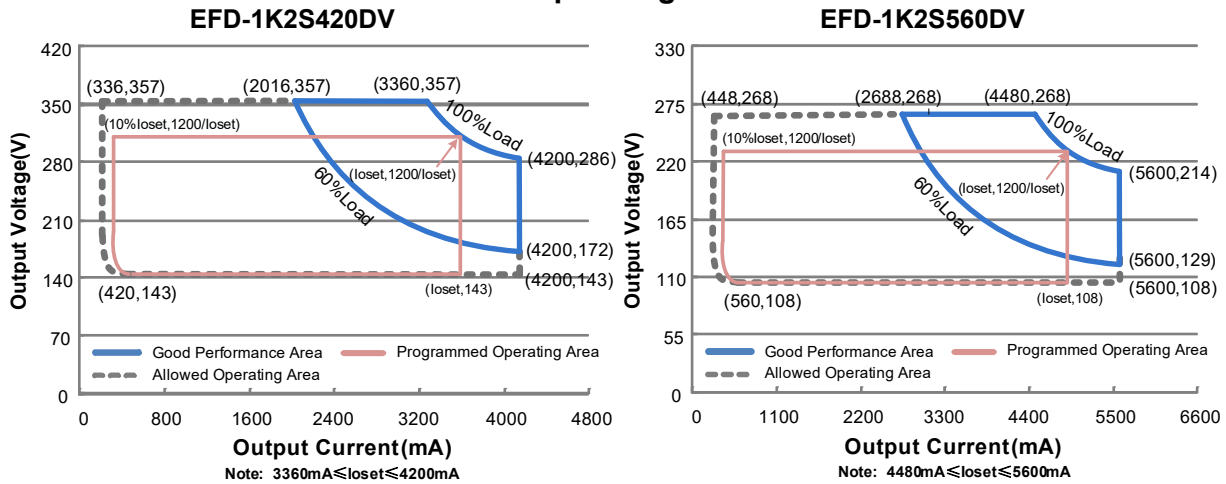 EFD-1K2S420DV
420
350
280
210
140
70
0
Output Voltage(V)
(336,357)
(2016,357)
(3360,357)
(10%Ioset,1200/Ioset)
100%Load
(4200,286)
(Ioset,1200/Ioset)
60%Load
(4200,172)
(4200,143)
(420,143)
(Ioset,143)
Good Performance Area
Programmed Operating Area
Allowed Operating Area
0 800 1600 2400 3200 4000 4800
Output Current(mA)
Note: 3360mA≤Ioset≤4200mA
EFD-1K2S560DV
330
275
220
165
110
55
0
Output Voltage(V)
(448,268)
(2688,268)
(4480,268)
(10%Ioset,1200/Ioset)
100%Load
(5600,214)
(Ioset,1200/Ioset)
60%Load
(5600,129)
(5600,108)
(560,108)
(Ioset,108)
Good Performance Area
Programmed Operating Area
Allowed Operating Area
0 1100 2200 3300 4400 5500 6600
Output Current(mA)
Note: 4480mA≤Ioset≤5600mA